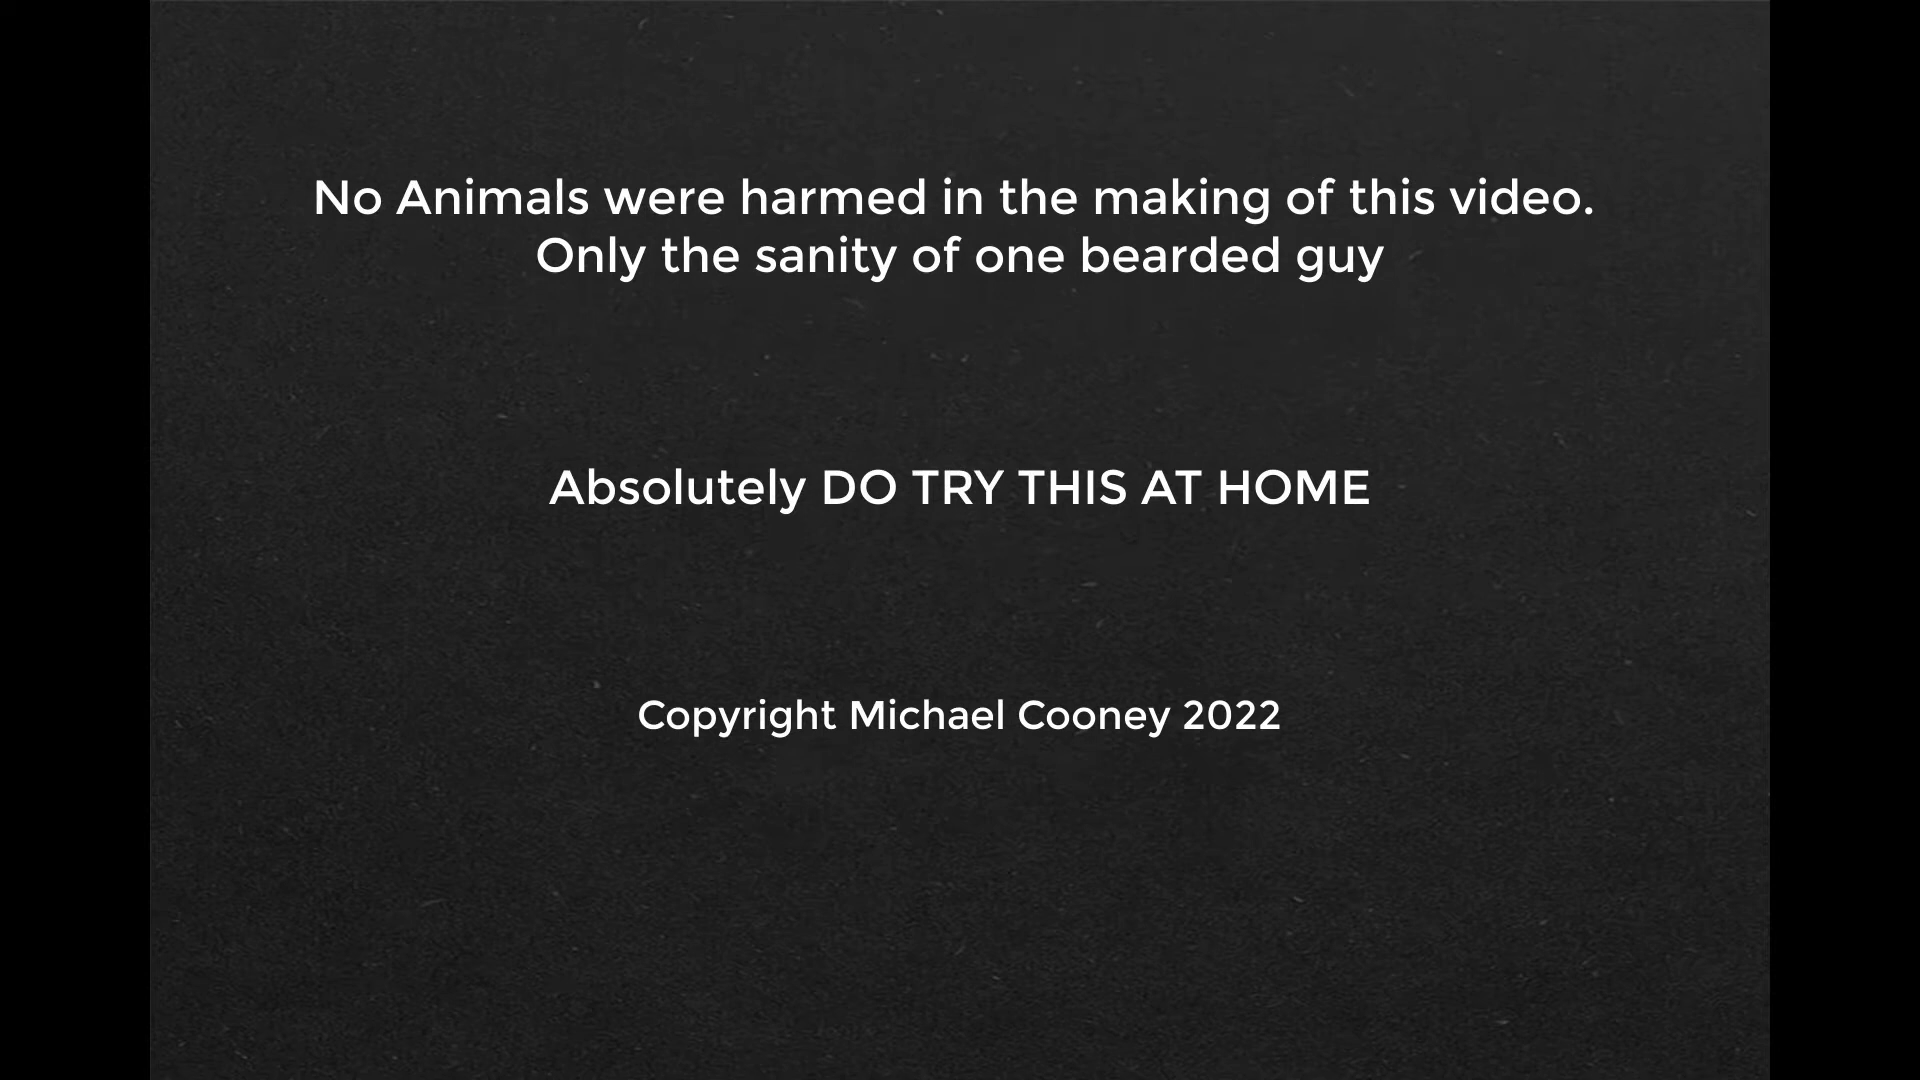 No Animals were harmed in the making of this video.
Only the sanity of one bearded guy
Absolutely DO TRY THIS AT HOME
Copyright Michael Cooney 2022